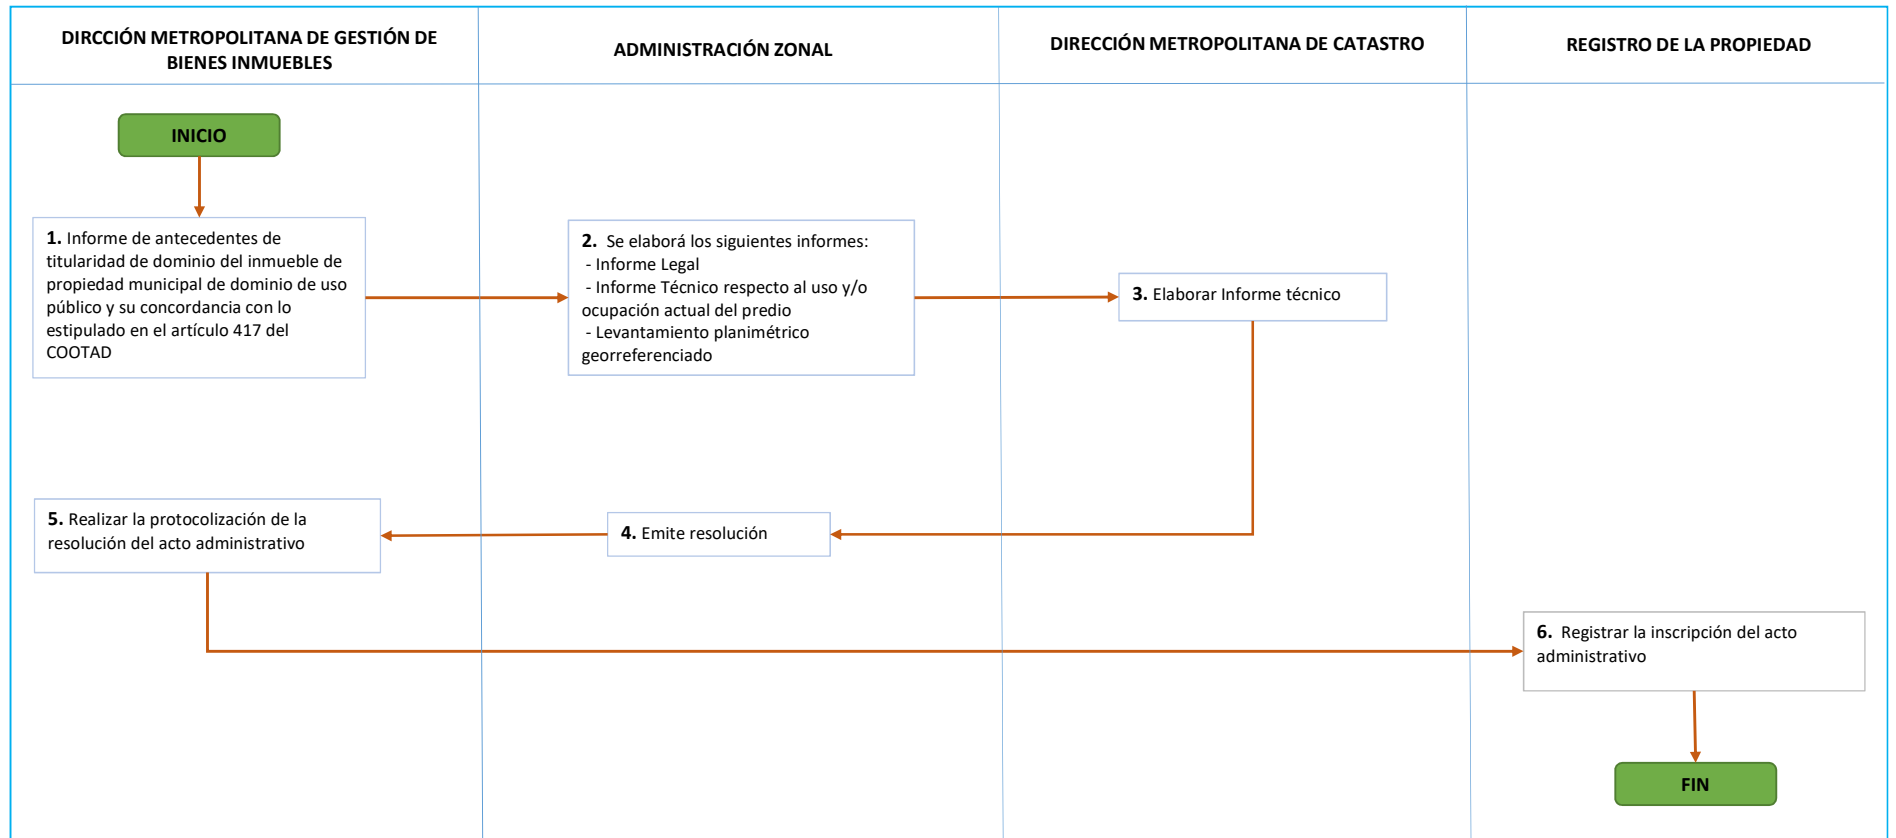 DIRCCIÓN METROPOLITANA DE GESTIÓN DE
BIENES INMUEBLES
ADMINISTRACIÓN ZONAL
DIRECCIÓN METROPOLITANA DE CATASTRO
REGISTRO DE LA PROPIEDAD
INICIO
1. Informe de antecedentes de
titularidad de dominio del inmueble de
propiedad municipal de dominio de uso
público y su concordancia con lo
estipulado en el artículo 417 del
COOTAD
2. Se elaborá los siguientes informes:
- Informe Legal
- Informe Técnico respecto al uso y/o
ocupación actual del predio
- Levantamiento planimétrico
georreferenciado
3. Elaborar Informe técnico
4. Emite resolución
5. Realizar la protocolización de la
resolución del acto administrativo
6. Registrar la inscripción del acto
administrativo
FIN